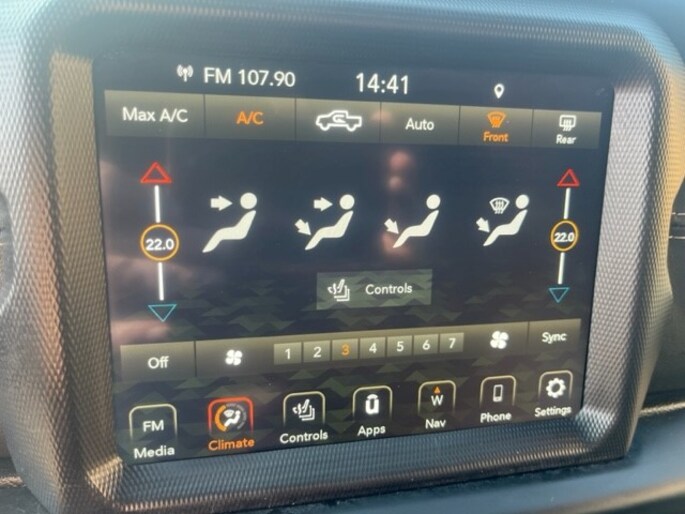 FM 107.90 14:41
Max A/C A/C Auto Front Rear
22.0 22.0
Controls
Off 1 2 3 4 5 6 7 Sync
FM W
Media Climate Controls Apps Nav Phone Settings